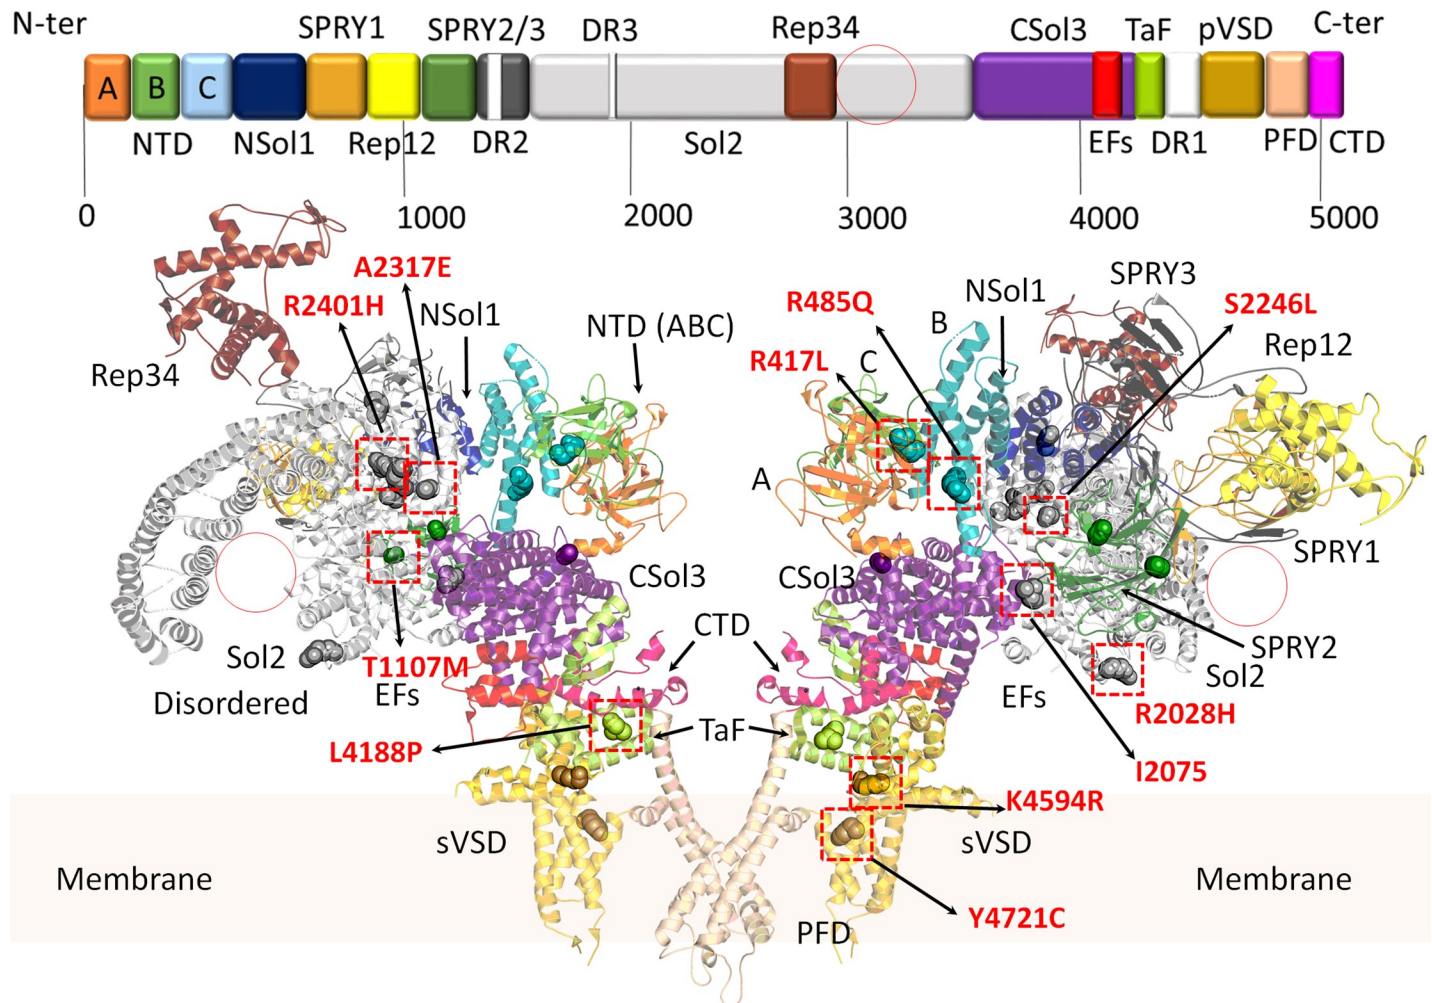 N-ter
SPRY1
SPRY2/3
DR3
Rep34
CSol3
TaF
pVSD
C-ter
A
B
C
NTD
NSol1
Rep12
DR2
Sol2
EFs
DR1
PFD
CTD
0
1000
2000
3000
4000
5000
A2317E
R2401H
NSol1
NTD (ABC)
Rep34
R485Q
R417L
B
C
A
NSol1
SPRY3
S2246L
Rep12
SPRY1
CSol3
CSol3
Sol2
Disordered
T1107M
EFs
CTD
EFs
SPRY2
Sol2
R2028H
L4188P
TaF
I2075
K4594R
sVSD
sVSD
Membrane
Membrane
Y4721C
PFD